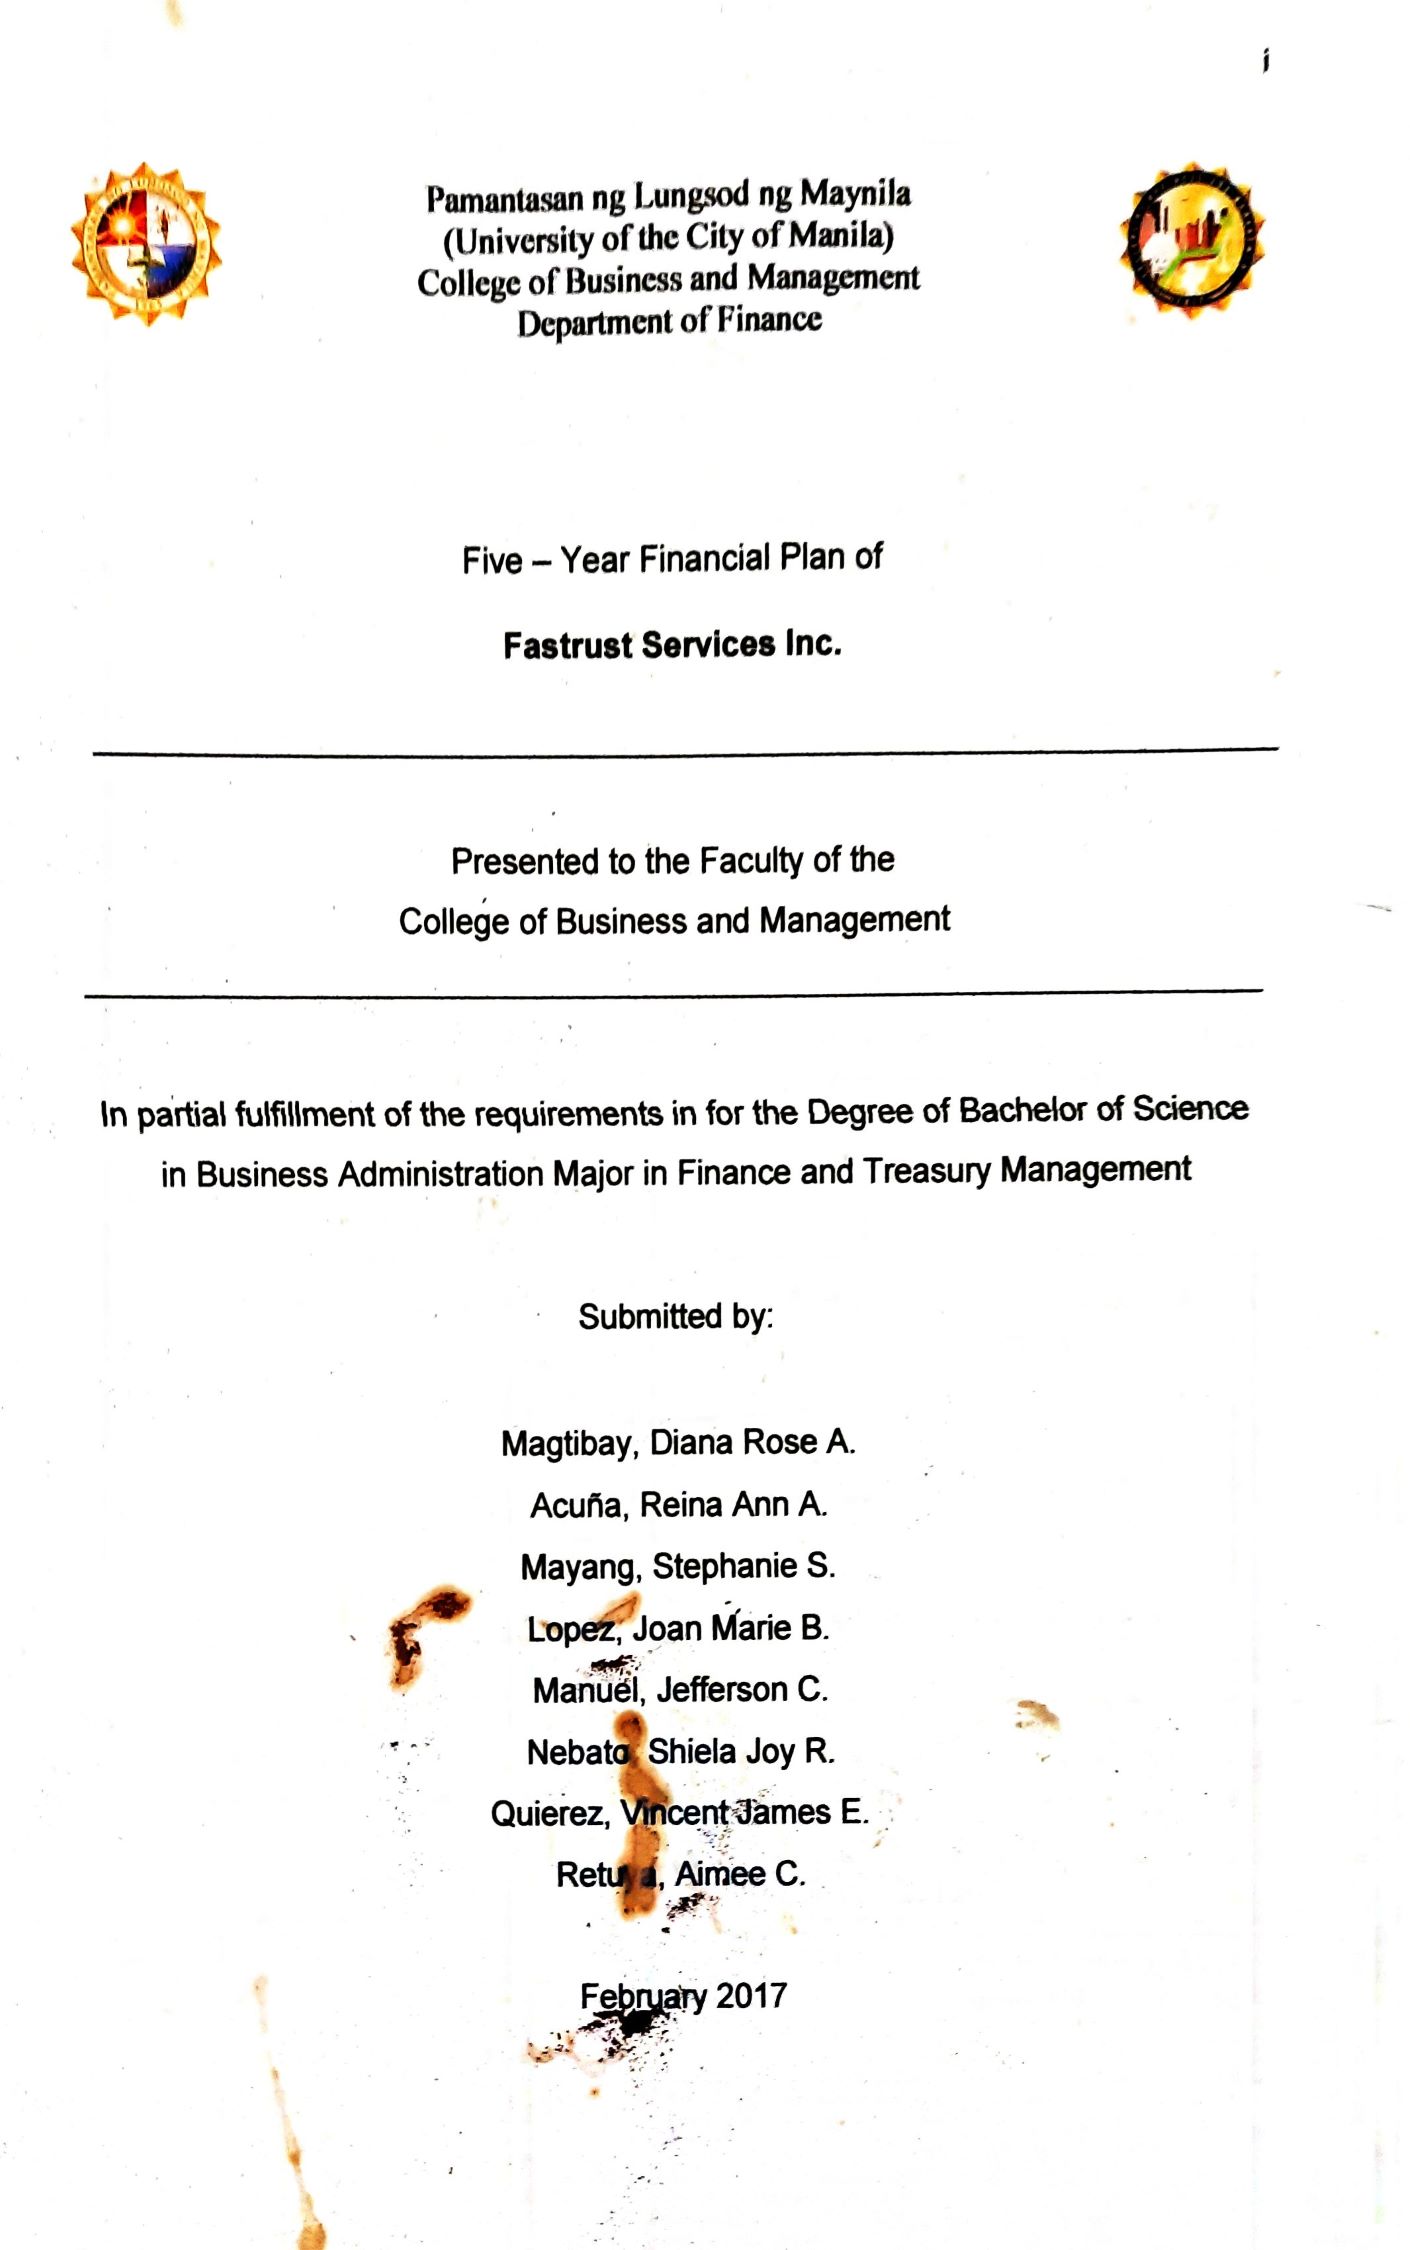 i
Pamantasan ng Lungsod ng Maynila
(University of the City of Manila)
College of Business and Management
Department of Finance
Five – Year Financial Plan of
Fastrust Services Inc.
Presented to the Faculty of the
College of Business and Management
In partial fulfillment of the requirements in for the Degree of Bachelor of Science
in Business Administration Major in Finance and Treasury Management
Submitted by:
Magtibay, Diana Rose A.
Acuña, Reina Ann A.
Mayang, Stephanie S.
Lopez, Joan Marie B.
Manuel, Jefferson C.
Shiela Joy R.
Quierez, Vincent James E.
Aimee C.
February 2017